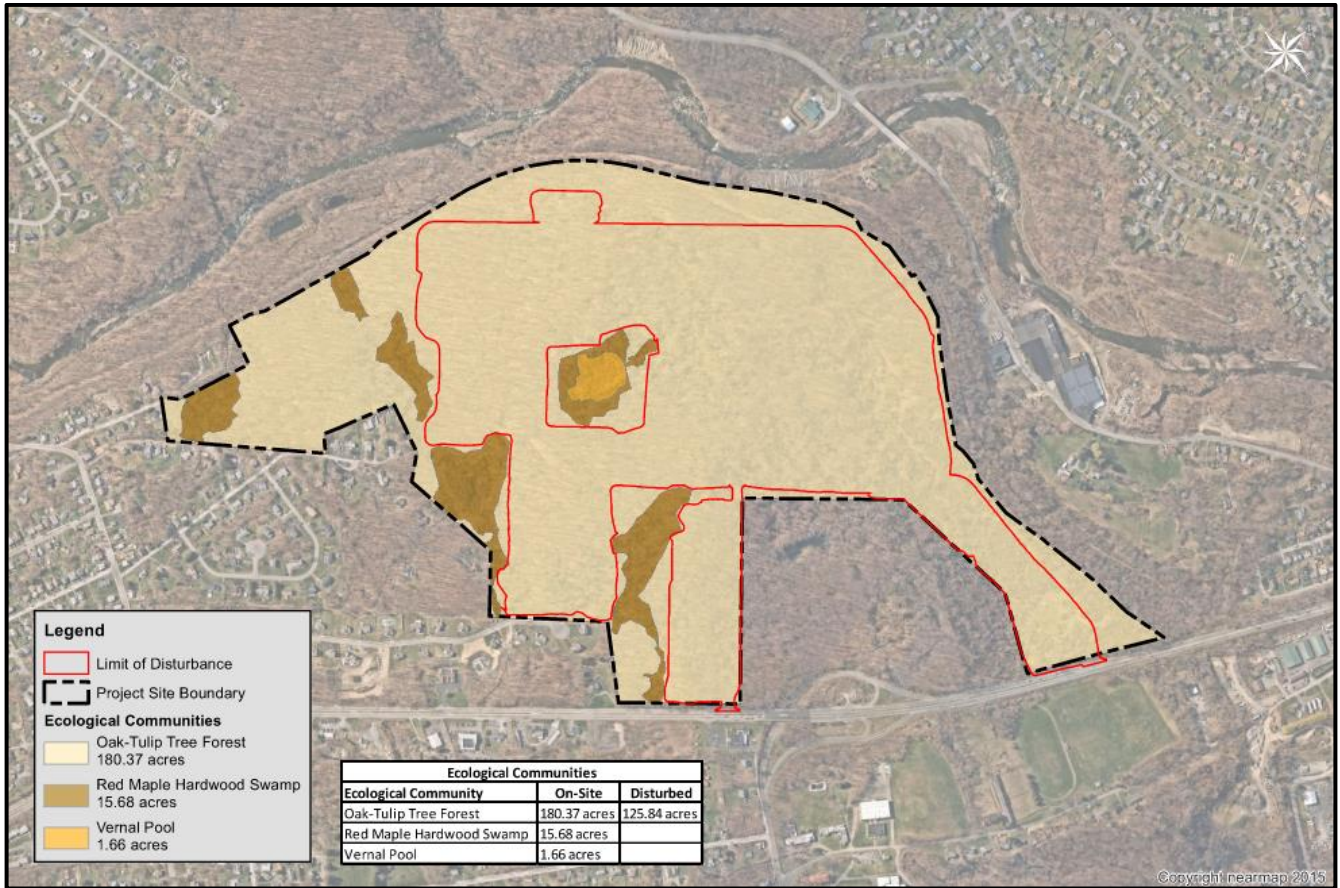 Legend
Limit of Disturbance
Project Site Boundary
Ecological Communities
Oak-Tulip Tree Forest
180.37 acres
Red Maple Hardwood Swamp
15.68 acres
Vernal Pool
1.66 acres
Ecological Communities
Ecological Community On-Site Disturbed
Oak-Tulip Tree Forest 180.37 acres 125.84 acres
Red Maple Hardwood Swamp 15.68 acres
Vernal Pool 1.66 acres
Copyright nearmap 2015